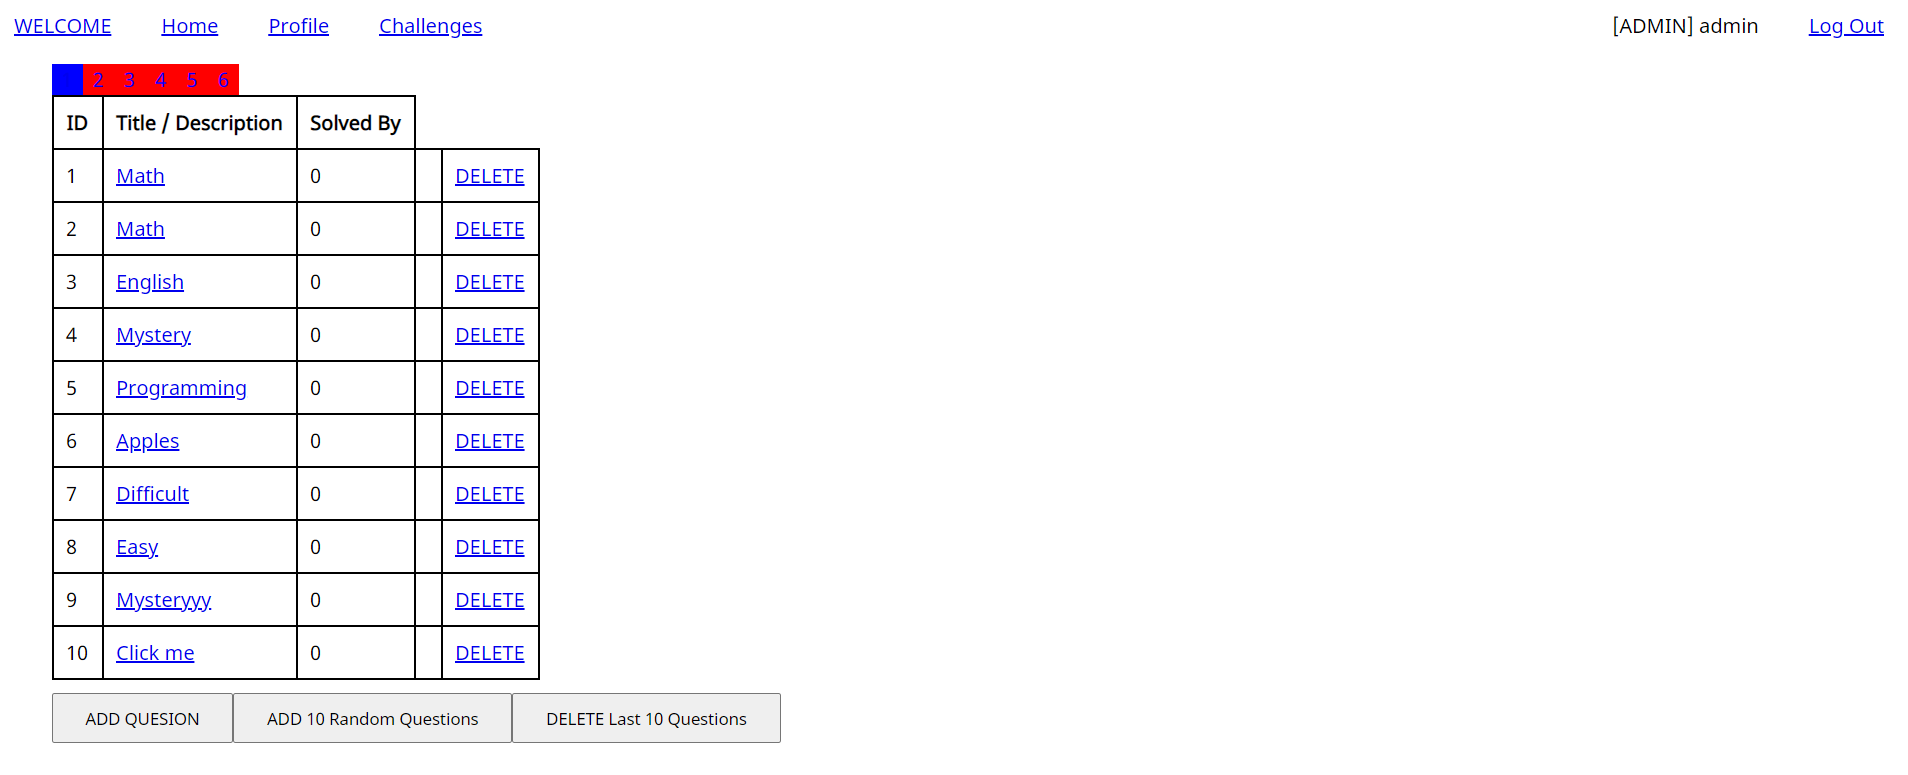 WELCOME Home Profile Challenges [ADMIN] admin Log Out
2 3 4 5 6
ID Title / Description Solved By
1 Math 0 DELETE
2 Math 0 DELETE
3 English 0 DELETE
4 Mystery 0 DELETE
5 Programming 0 DELETE
6 Apples 0 DELETE
7 Difficult 0 DELETE
8 Easy 0 DELETE
9 Mysteryyy 0 DELETE
10 Click me 0 DELETE
ADD QUESION ADD 10 Random Questions DELETE Last 10 Questions